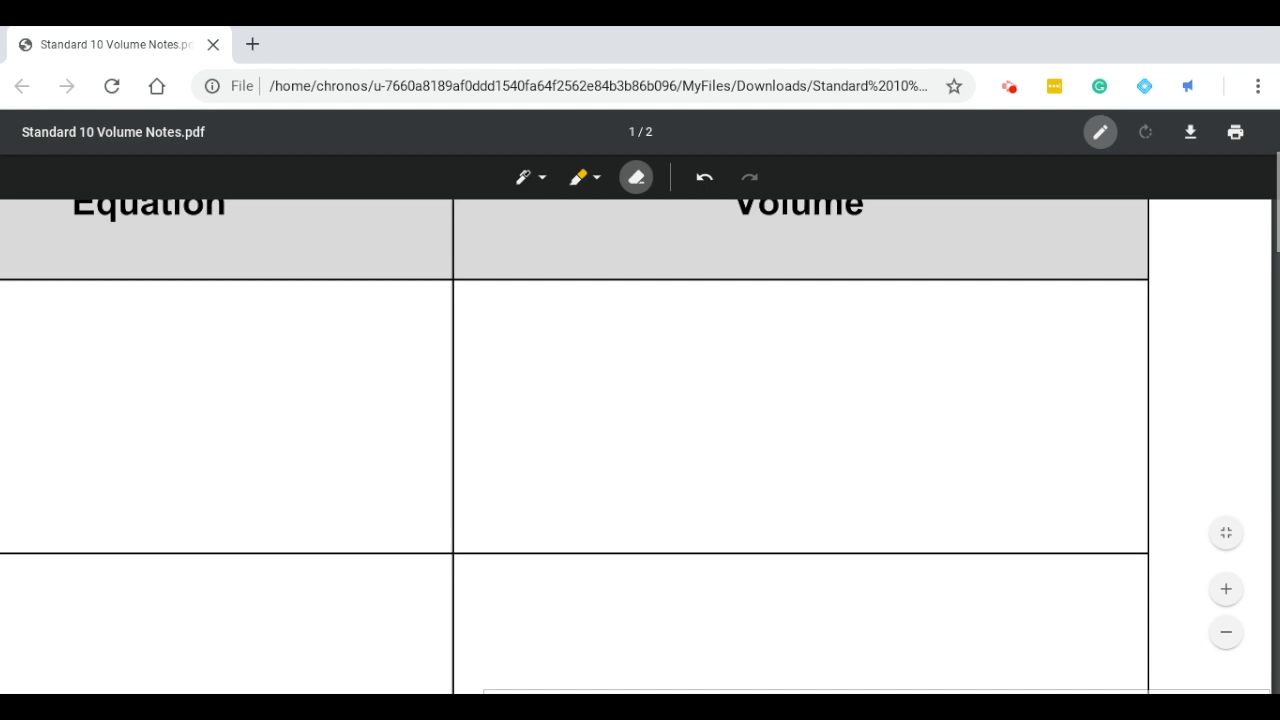 Standard 10 Volume Notes.pd
File /home/chronos/u-7660a8189af0ddd1540fa64f2562e84b3b86b096/MyFiles/Downloads/Standard%2010%...
Standard 10 Volume Notes.pdf
1 / 2
Equation Volume